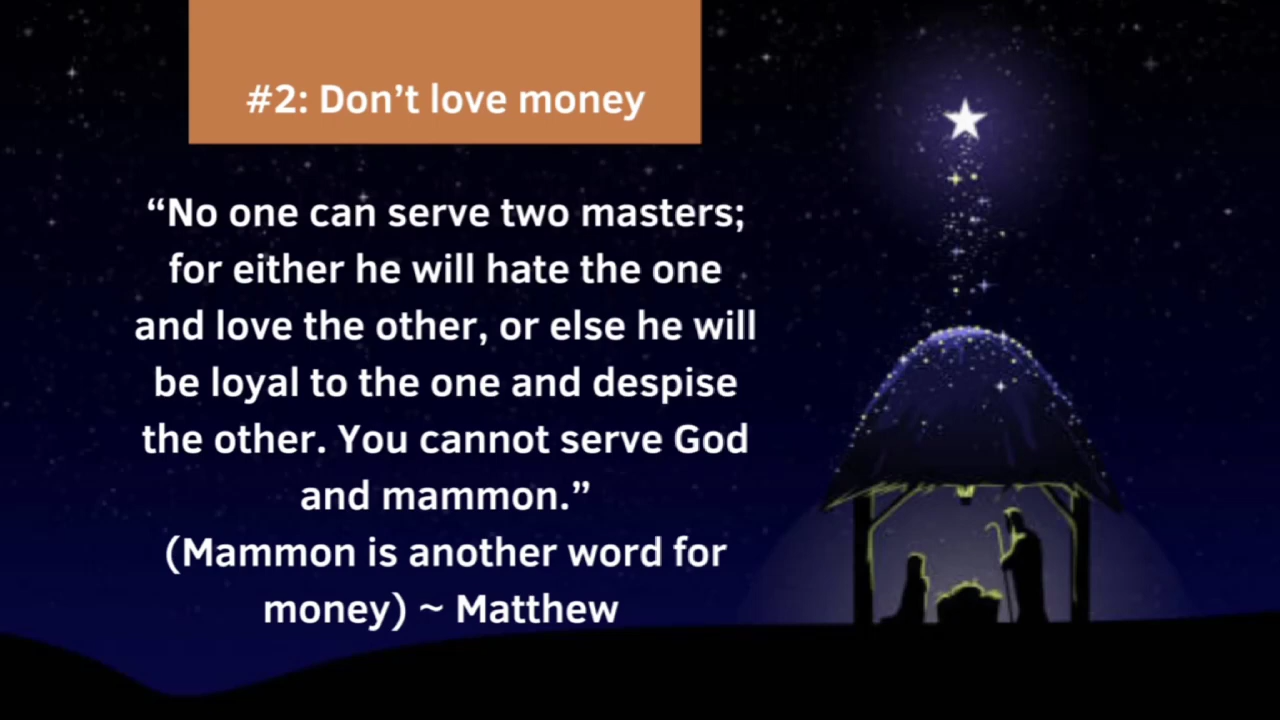 #2: Don’t love money
“No one can serve two masters;
for either he will hate the one
and love the other, or else he will
be loyal to the one and despise
the other. You cannot serve God
and mammon.”
(Mammon is another word for
money) ~ Matthew